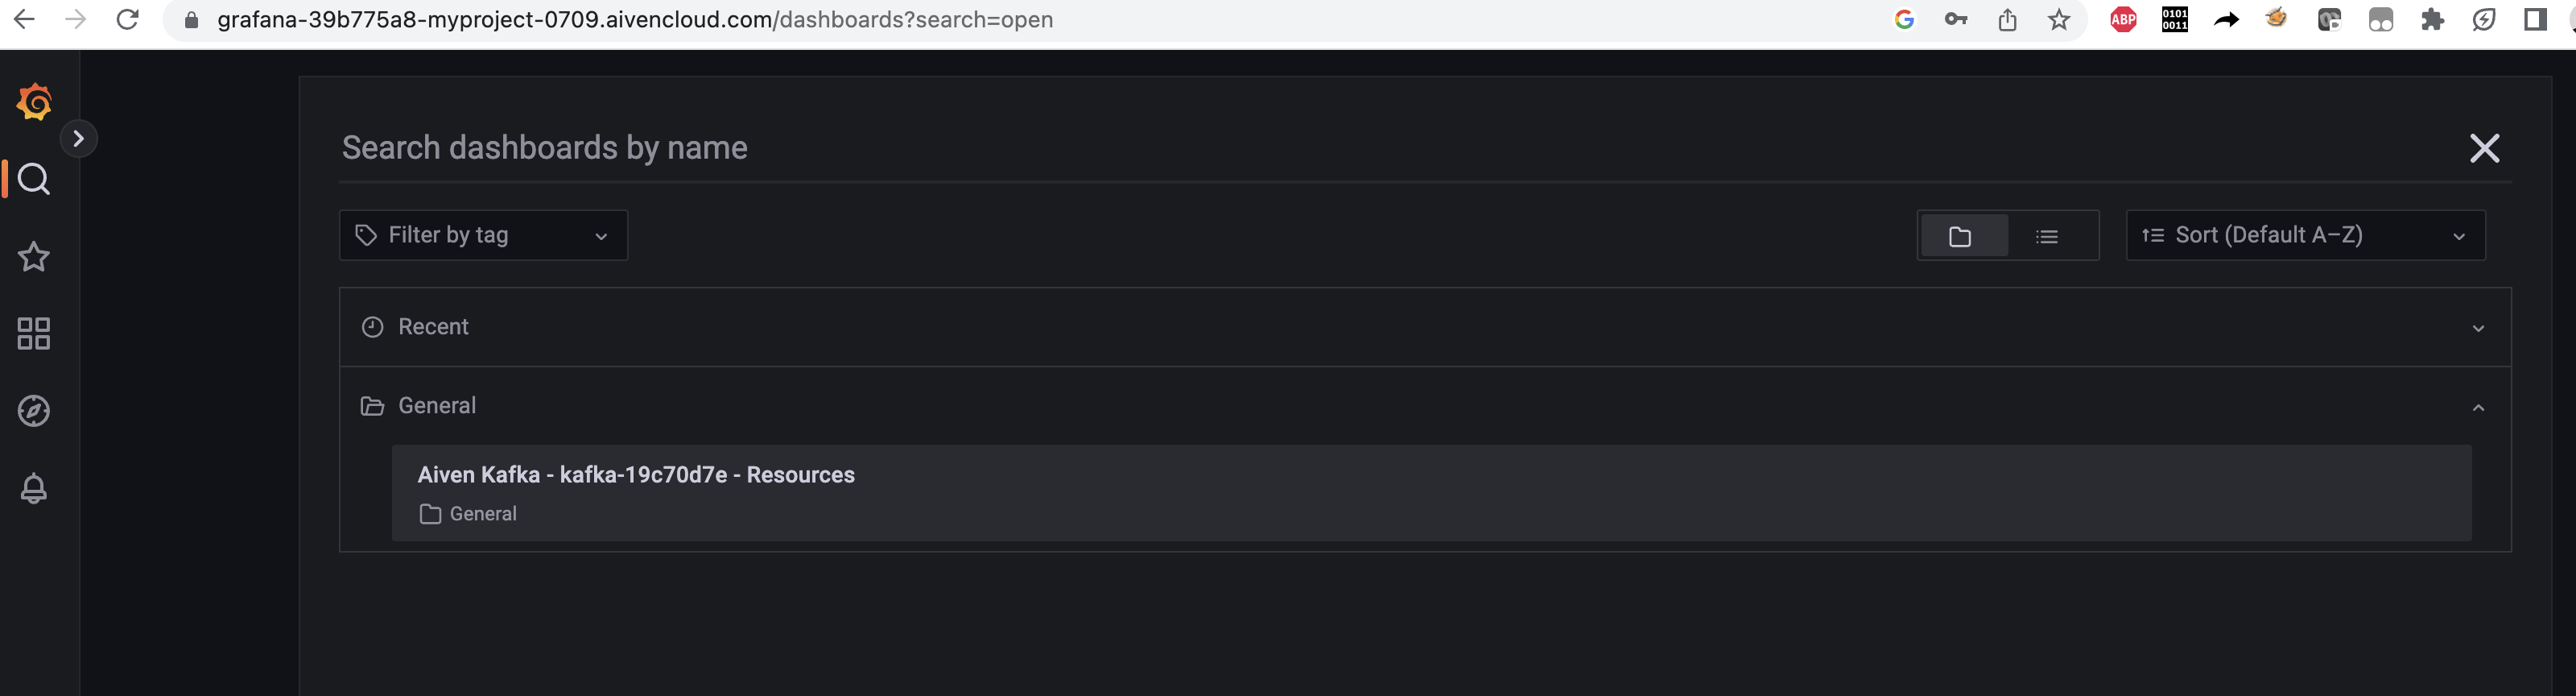 grafana-39b775a8-myproject-0709.aivencloud.com/dashboards?search=open
ABP
0101
0011
Search dashboards by name
Filter by tag
Sort (Default A–Z)
Recent
General
Aiven Kafka - kafka-19c70d7e - Resources
General